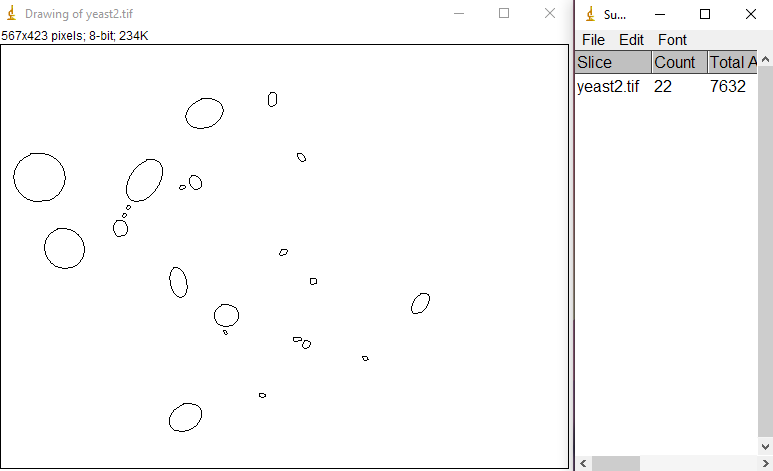 Drawing of yeast2.tif
567x423 pixels; 8-bit; 234K
Su...
File Edit Font
Slice Count Total A
yeast2.tif 22 7632